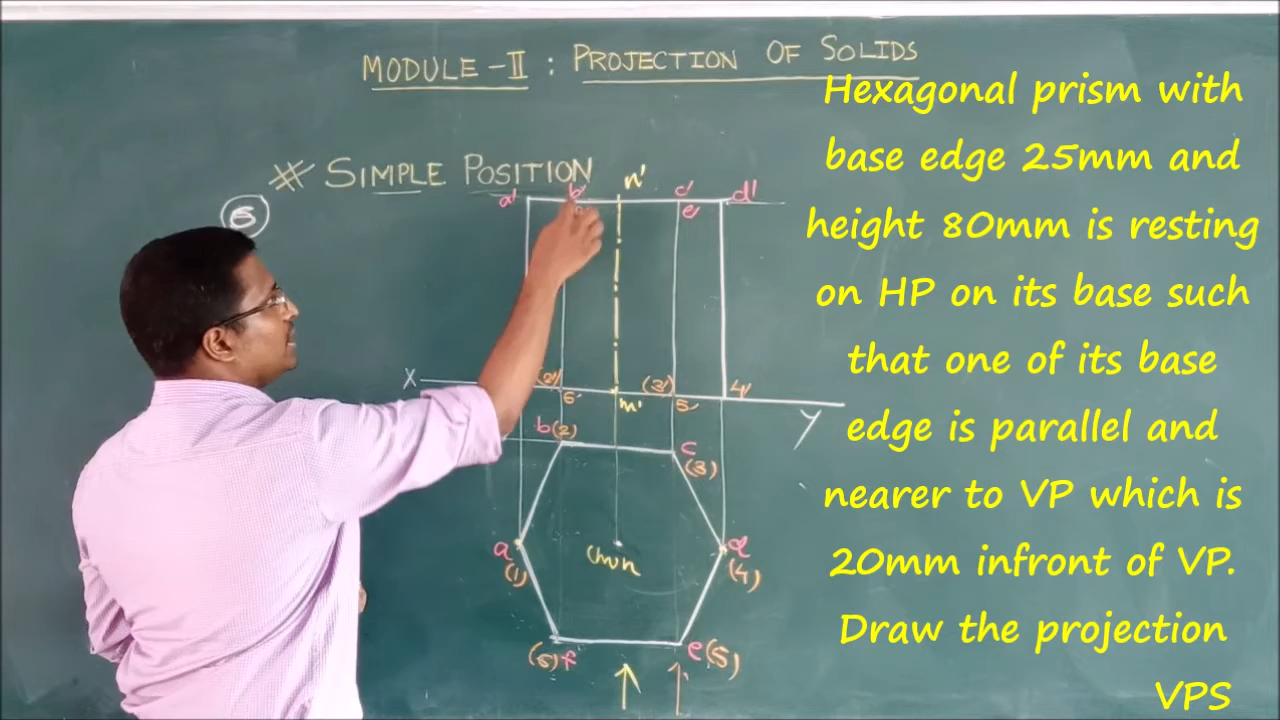 MODULE-II : PROJECTION OF SOLIDS
Hexagonal prism with
base edge 25mm and
height 80mm is resting
on HP on its base such
that one of its base
edge is parallel and
nearer to VP which is
20mm infront of VP.
Draw the projection
VPS
# SIMPLE POSITION
a' b' n' c' d'
e'
X (2' (3' 4'
6' m' 5'
Y
b(2) c
(3)
a d
(1) (4)
(6)f e(5)